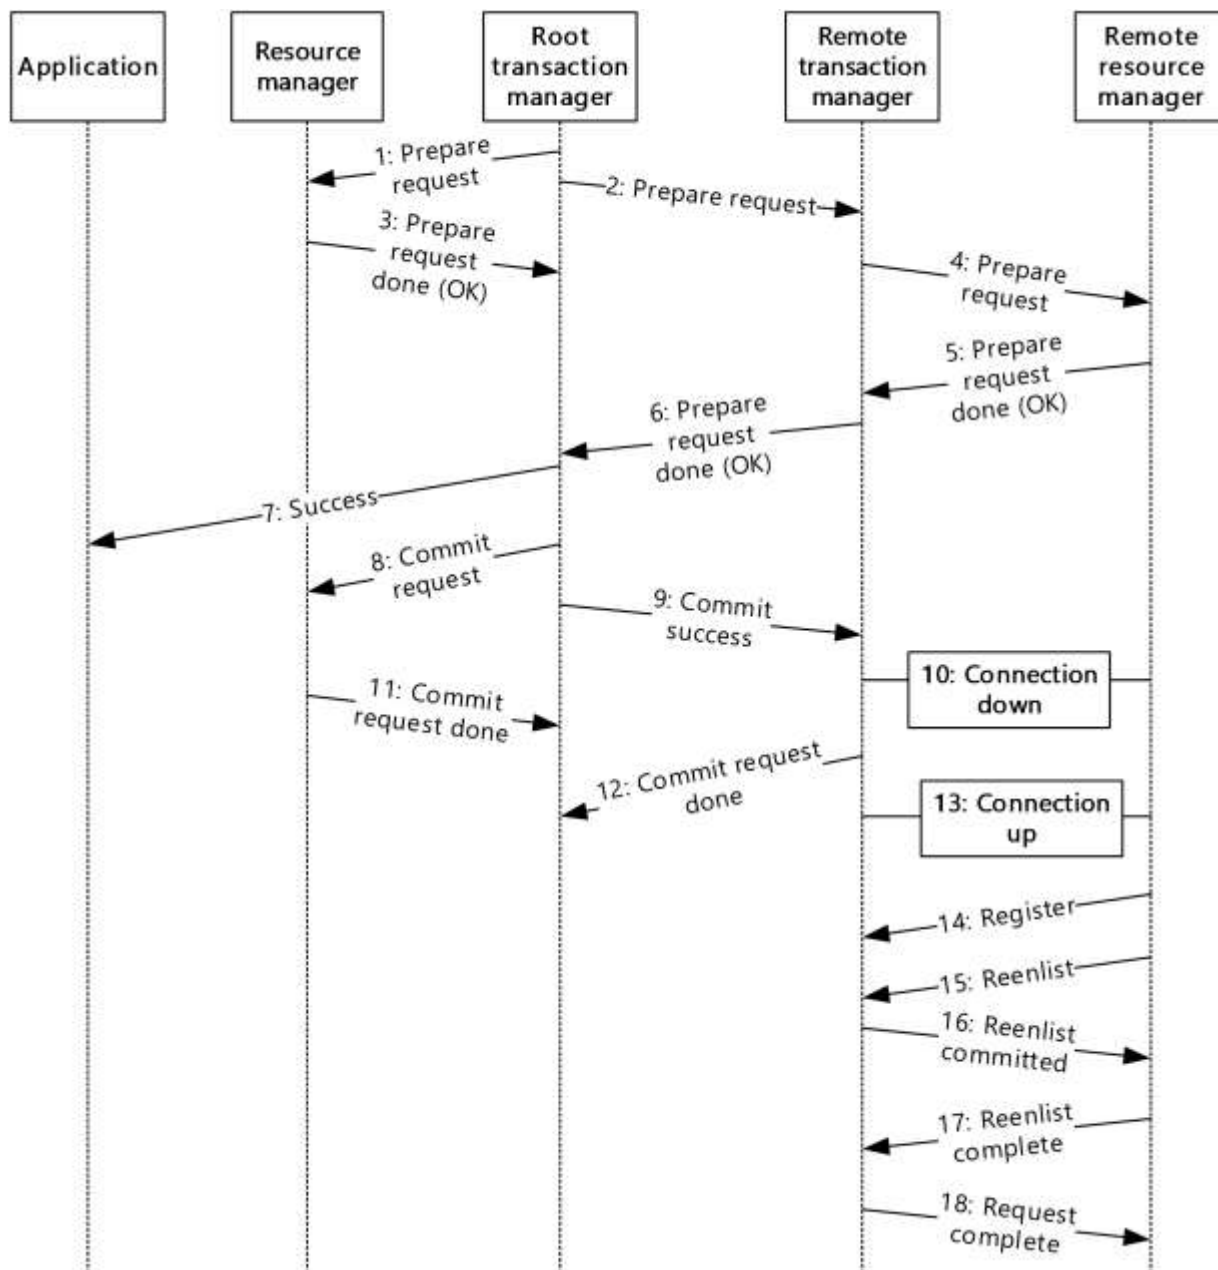 Application
Resource
manager
Root
transaction
manager
Remote
transaction
manager
Remote
resource
manager
1: Prepare
request
2: Prepare request
3: Prepare
request
done (OK)
4: Prepare
request
5: Prepare
request
done (OK)
6: Prepare
request
done (OK)
7: Success
8: Commit
request
9: Commit
success
10: Connection
down
11: Commit
request done
12: Commit request
done
13: Connection
up
14: Register
15: Reenlist
16: Reenlist
committed
17: Reenlist
complete
18: Request
complete